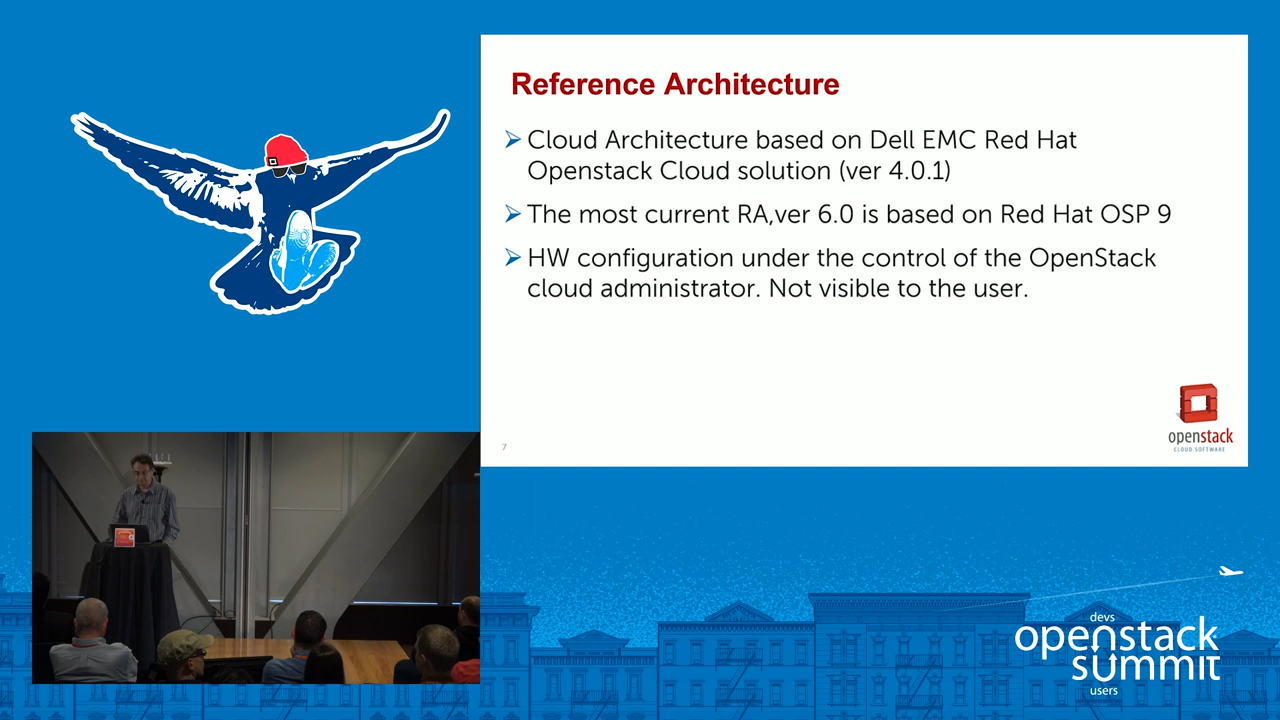 Reference Architecture
Cloud Architecture based on Dell EMC Red Hat
Openstack Cloud solution (ver 4.0.1)
The most current RA,ver 6.0 is based on Red Hat OSP 9
HW configuration under the control of the OpenStack
cloud administrator. Not visible to the user.
openstack
CLOUD SOFTWARE
7
devs
openstack
summit
users